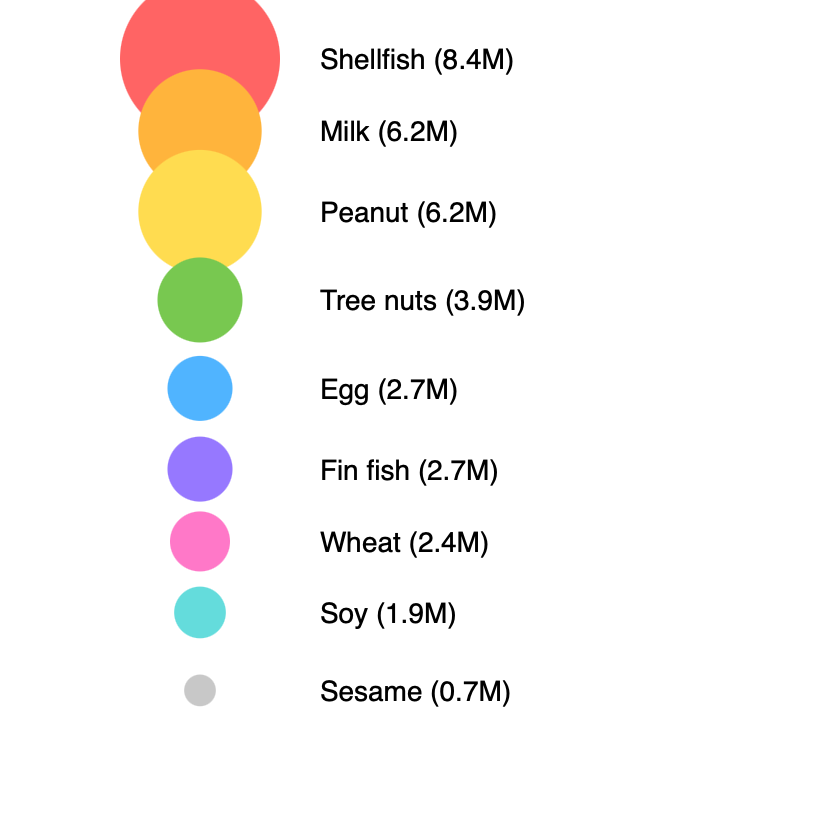 Shellfish (8.4M)
Milk (6.2M)
Peanut (6.2M)
Tree nuts (3.9M)
Egg (2.7M)
Fin fish (2.7M)
Wheat (2.4M)
Soy (1.9M)
Sesame (0.7M)